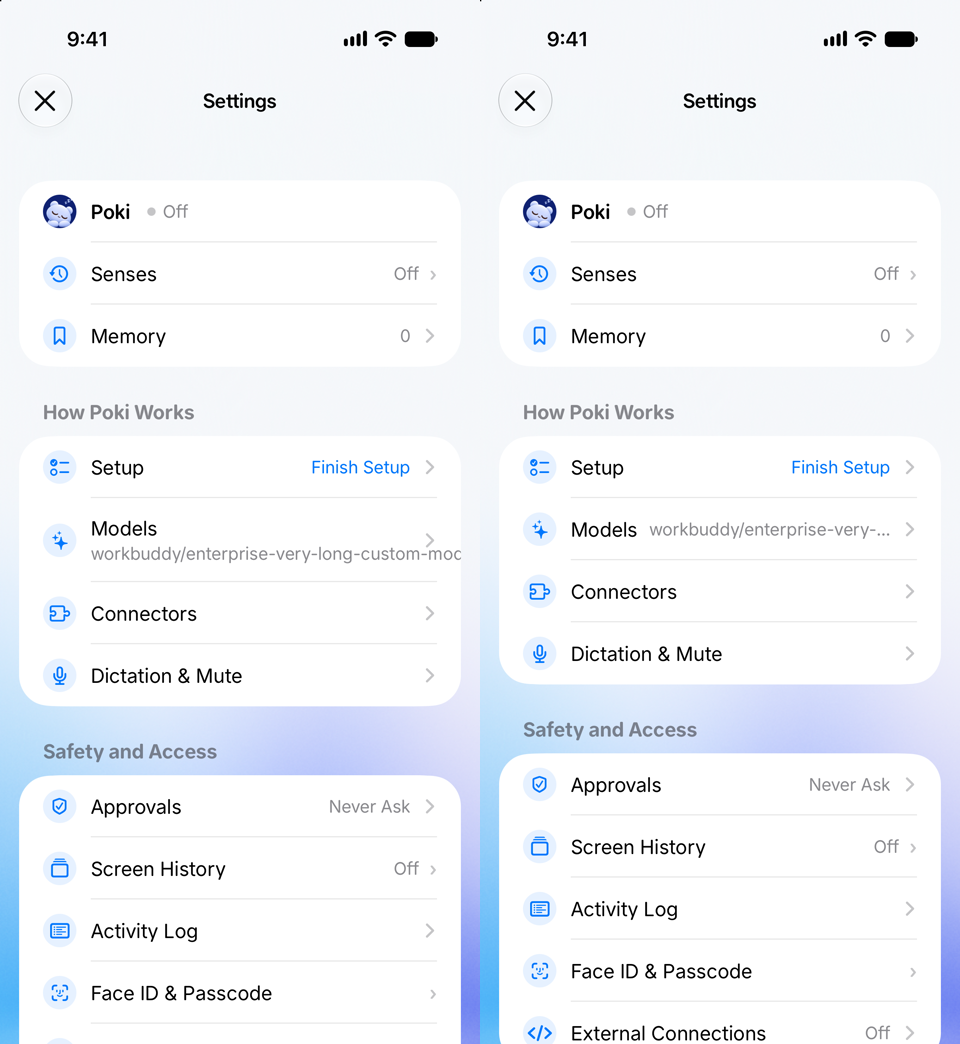 9:41
Settings
Poki Off
Senses Off
Memory 0
How Poki Works
Setup Finish Setup
Models
workbuddy/enterprise-very-long-custom-mod
Connectors
Dictation & Mute
Safety and Access
Approvals Never Ask
Screen History Off
Activity Log
Face ID & Passcode
9:41
Settings
Poki Off
Senses Off
Memory 0
How Poki Works
Setup Finish Setup
Models workbuddy/enterprise-very-...
Connectors
Dictation & Mute
Safety and Access
Approvals Never Ask
Screen History Off
Activity Log
Face ID & Passcode
External Connections Off